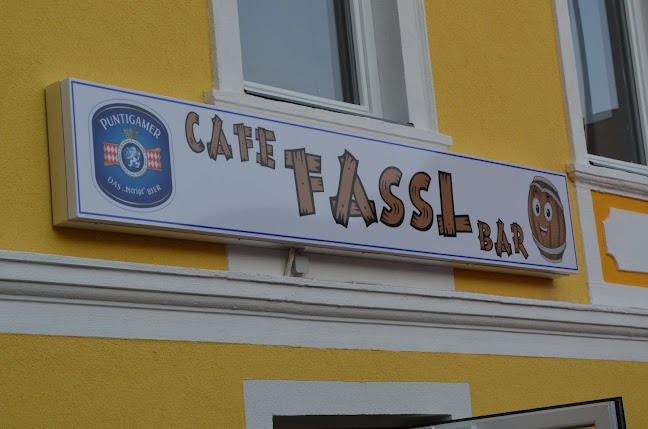 PUNTIGAMER
DAS „bierige“ BIER
CAFE
FASSL
BAR